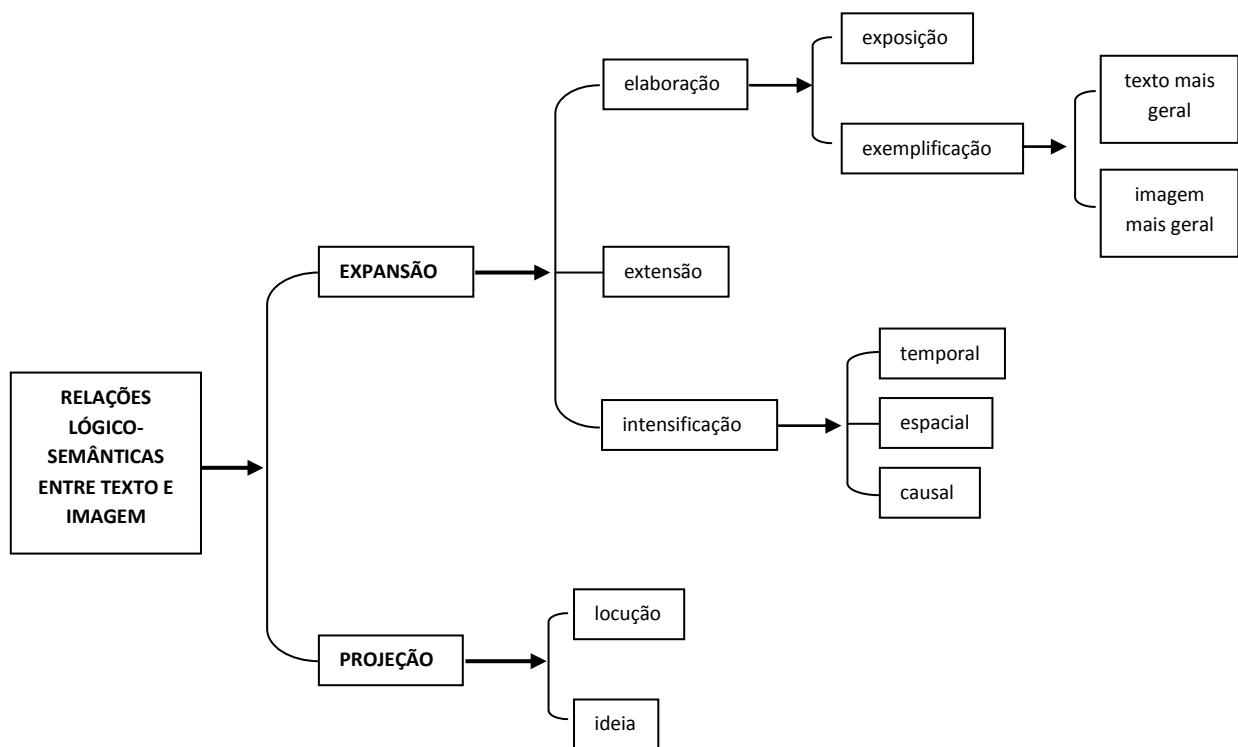 RELAÇÕES
LÓGICO-
SEMÂNTICAS
ENTRE TEXTO E
IMAGEM
EXPANSÃO
elaboração
exposição
exemplificação
texto mais
geral
imagem
mais geral
extensão
intensificação
temporal
espacial
causal
PROJEÇÃO
locução
ideia